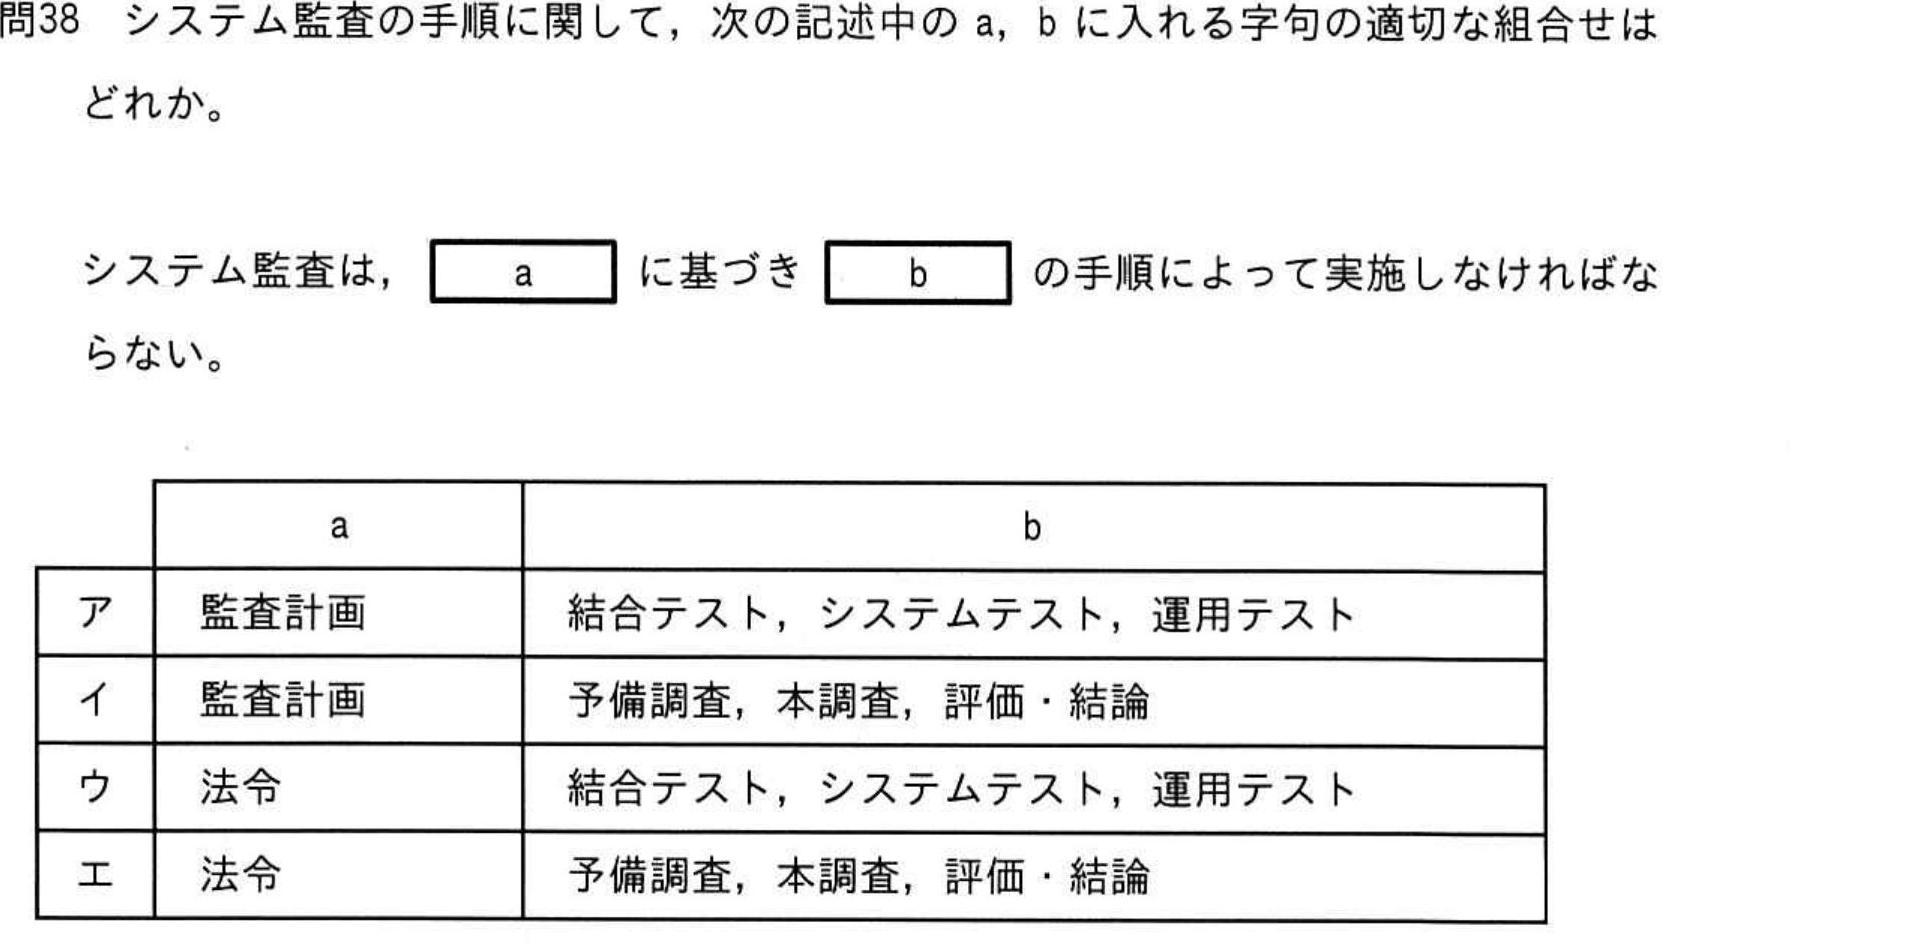 問38 システム監査の手順に関して，次の記述中の a，b に入れる字句の適切な組合せは
どれか。
システム監査は， a に基づき b の手順によって実施しなければな
らない。
a b
ア 監査計画 結合テスト，システムテスト，運用テスト
イ 監査計画 予備調査，本調査，評価・結論
ウ 法令 結合テスト，システムテスト，運用テスト
エ 法令 予備調査，本調査，評価・結論